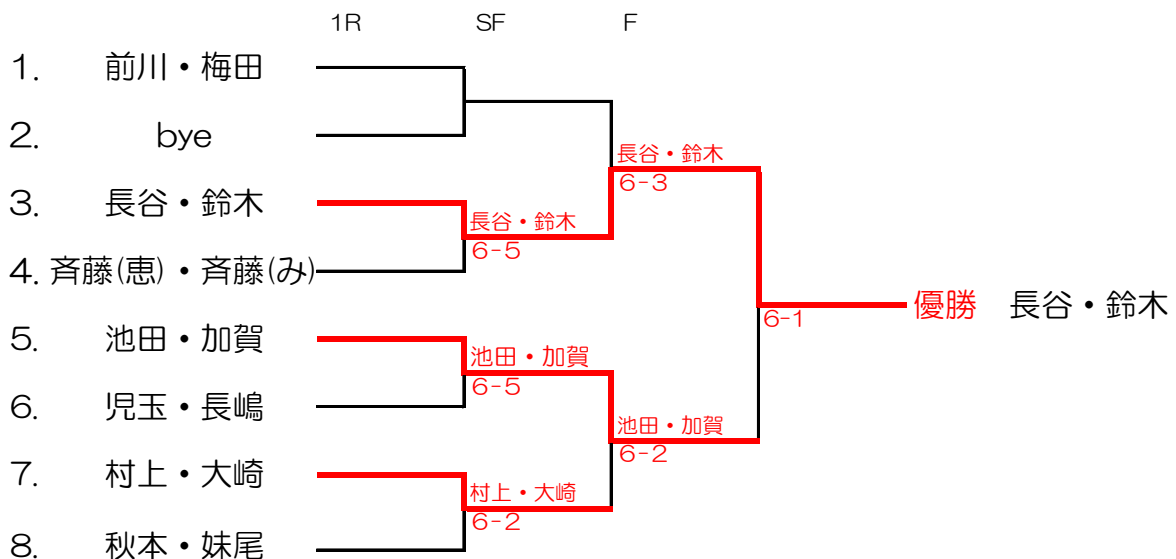 1R SF F
1. 前川・梅田
2. bye
長谷・鈴木
6-3
3. 長谷・鈴木
長谷・鈴木
6-5
4. 斉藤(恵)・斉藤(み)
優勝 長谷・鈴木
6-1
5. 池田・加賀
池田・加賀
6-5
6. 児玉・長嶋
池田・加賀
6-2
7. 村上・大崎
村上・大崎
6-2
8. 秋本・妹尾